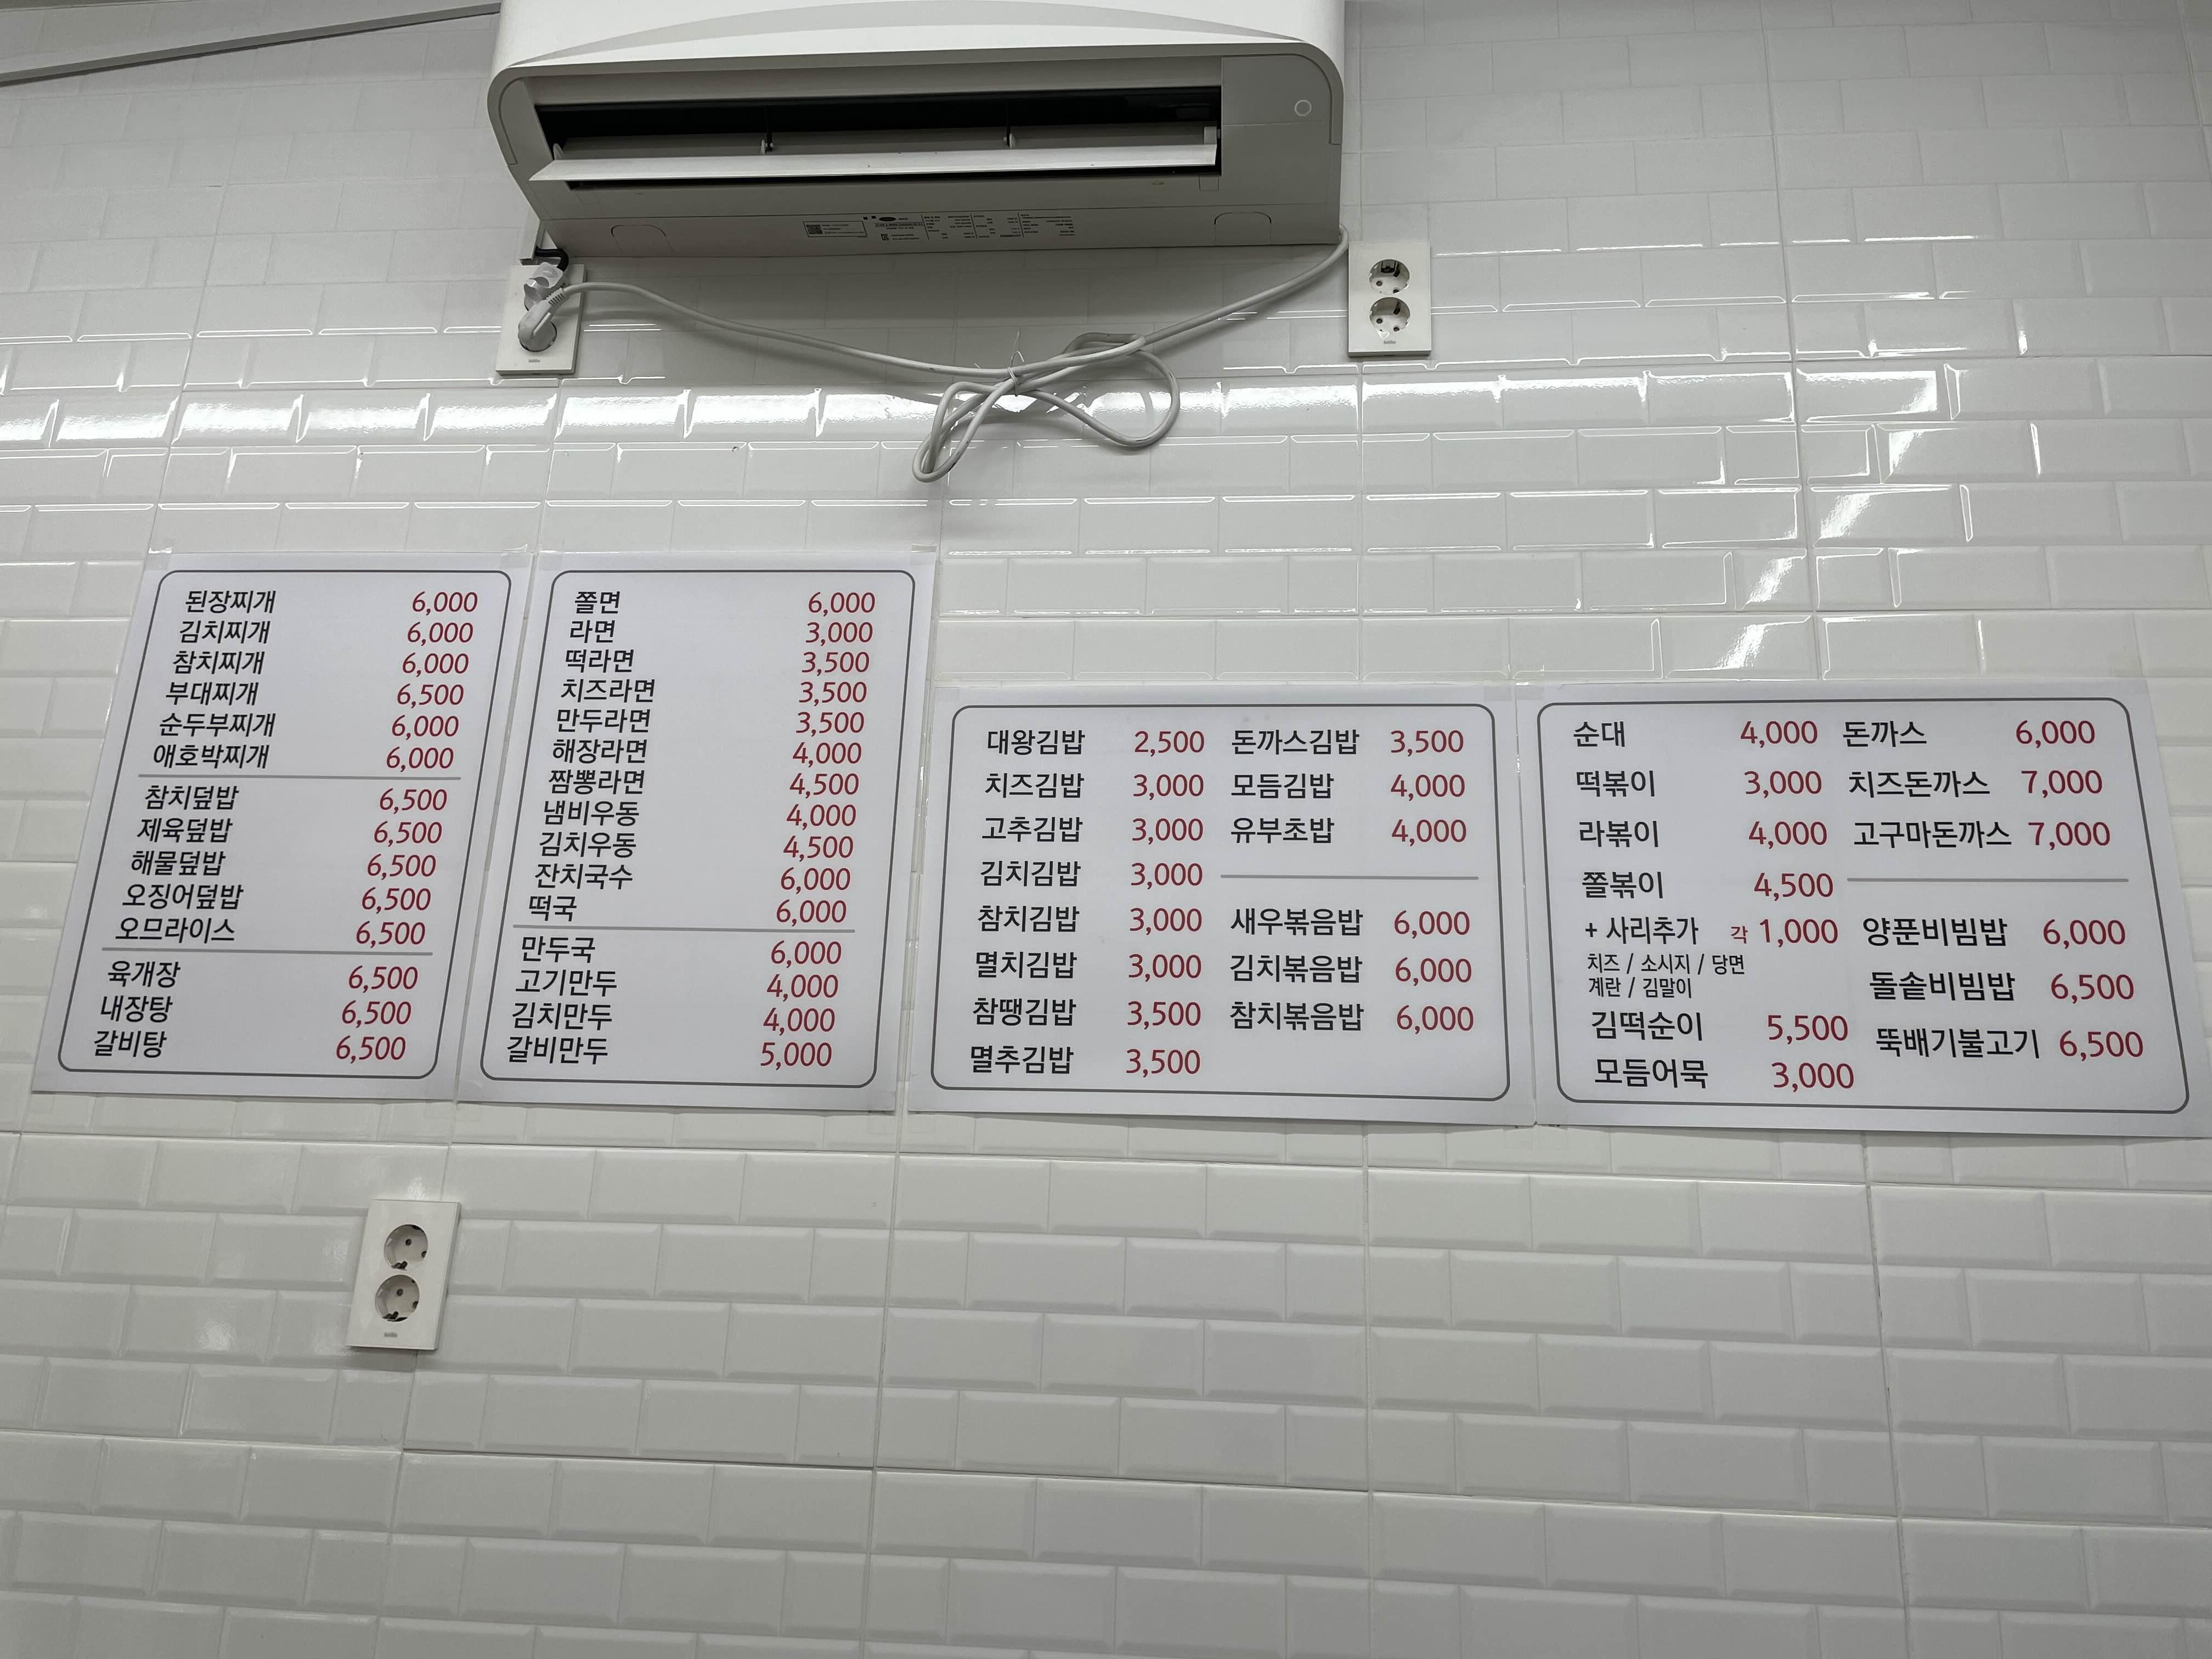 된장찌개 6,000
김치찌개 6,000
참치찌개 6,000
부대찌개 6,500
순두부찌개 6,000
애호박찌개 6,000
참치덮밥 6,500
제육덮밥 6,500
해물덮밥 6,500
오징어덮밥 6,500
오므라이스 6,500
육개장 6,500
내장탕 6,500
갈비탕 6,500
쫄면 6,000
라면 3,000
떡라면 3,500
치즈라면 3,500
만두라면 3,500
해장라면 4,000
짬뽕라면 4,500
냄비우동 4,000
김치우동 4,500
잔치국수 6,000
떡국 6,000
만두국 6,000
고기만두 4,000
김치만두 4,000
갈비만두 5,000
대왕김밥 2,500
치즈김밥 3,000
고추김밥 3,000
김치김밥 3,000
참치김밥 3,000
멸치김밥 3,000
참땡김밥 3,500
멸추김밥 3,500
돈까스김밥 3,500
모듬김밥 4,000
유부초밥 4,000
새우볶음밥 6,000
김치볶음밥 6,000
참치볶음밥 6,000
순대 4,000
떡볶이 3,000
라볶이 4,000
쫄볶이 4,500
+ 사리추가 각 1,000
치즈 / 소시지 / 당면
계란 / 김말이
김떡순이 5,500
모듬어묵 3,000
돈까스 6,000
치즈돈까스 7,000
고구마돈까스 7,000
양푼비빔밥 6,000
돌솥비빔밥 6,500
뚝배기불고기 6,500